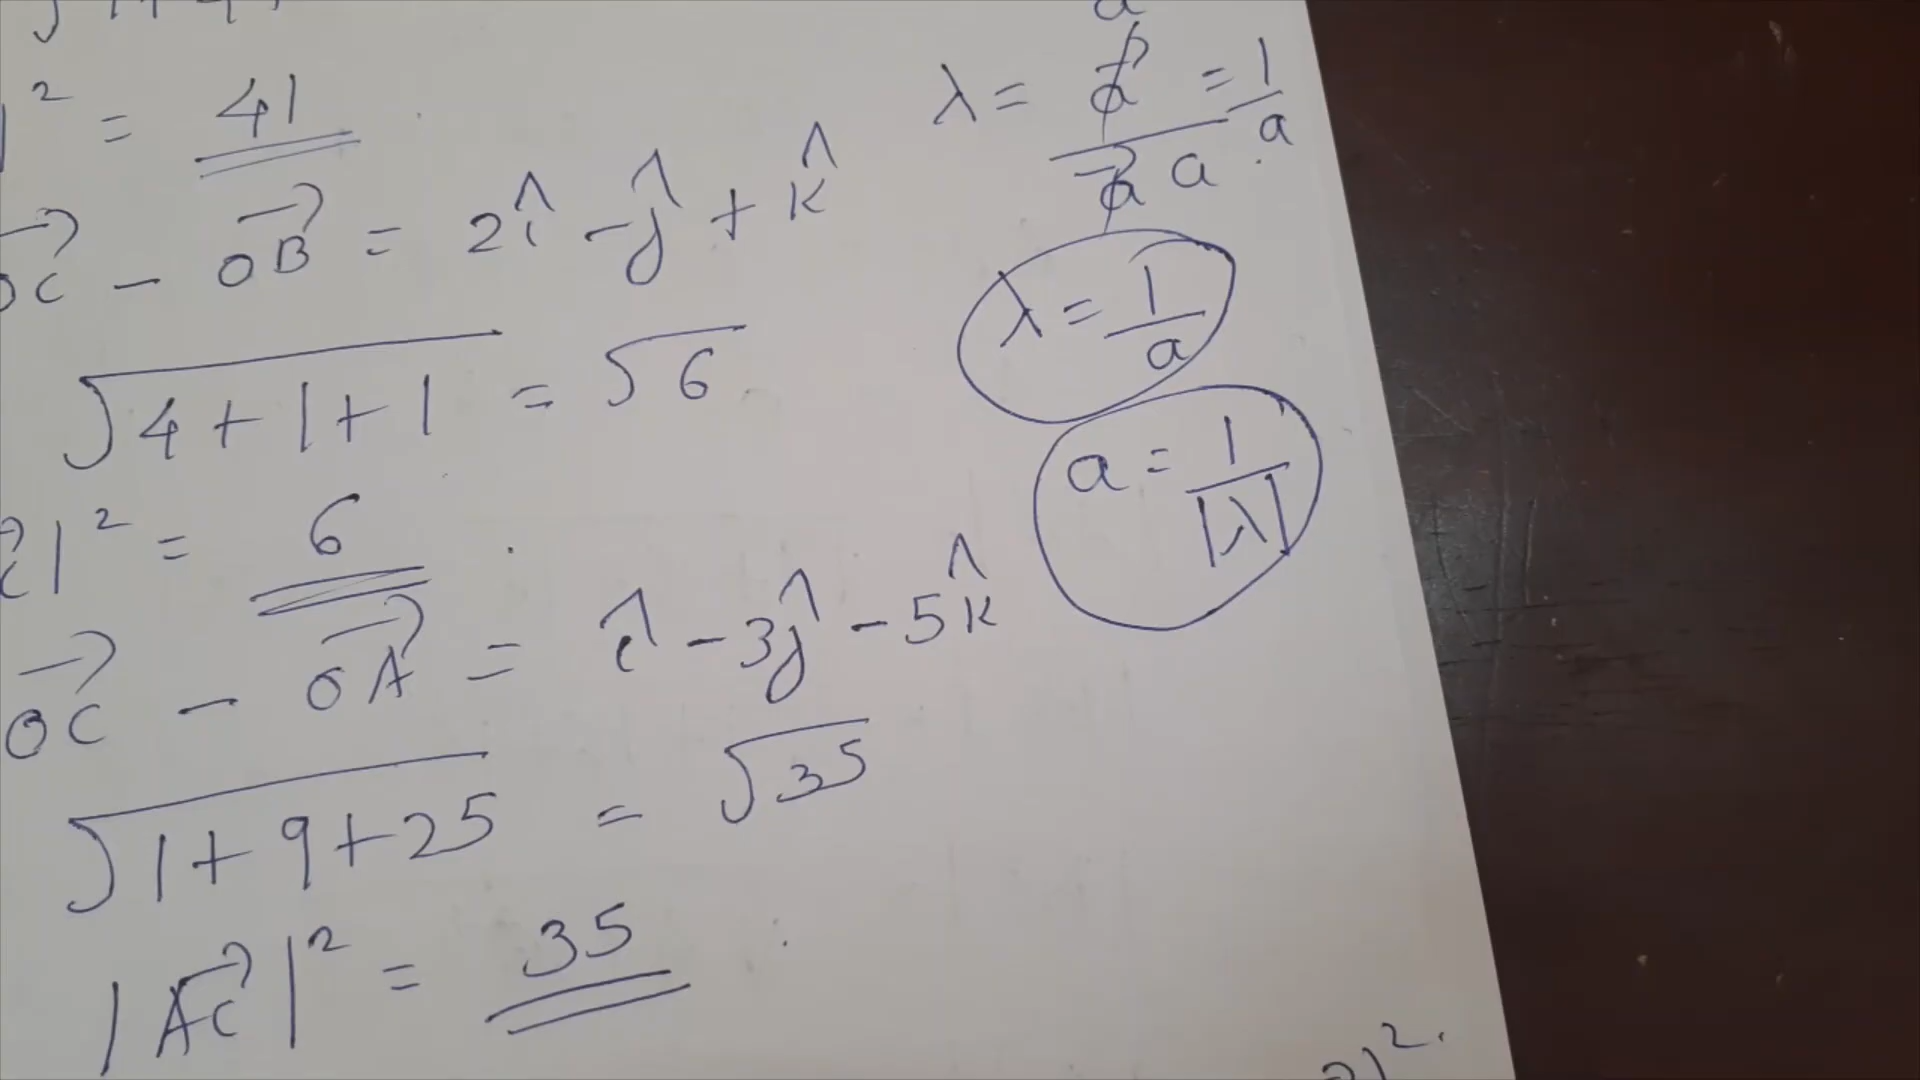 |² = 41
OC⃗ - OB⃗ = 2î - ĵ + k̂
√4+1+1 = √6
C⃗|² = 6
OC⃗ - OA⃗ = î - 3ĵ - 5k̂
√1+9+25 = √35
|AC⃗|² = 35
λ = a⃗ / a⃗ a = 1/a
λ = 1/a
a = 1/|λ|